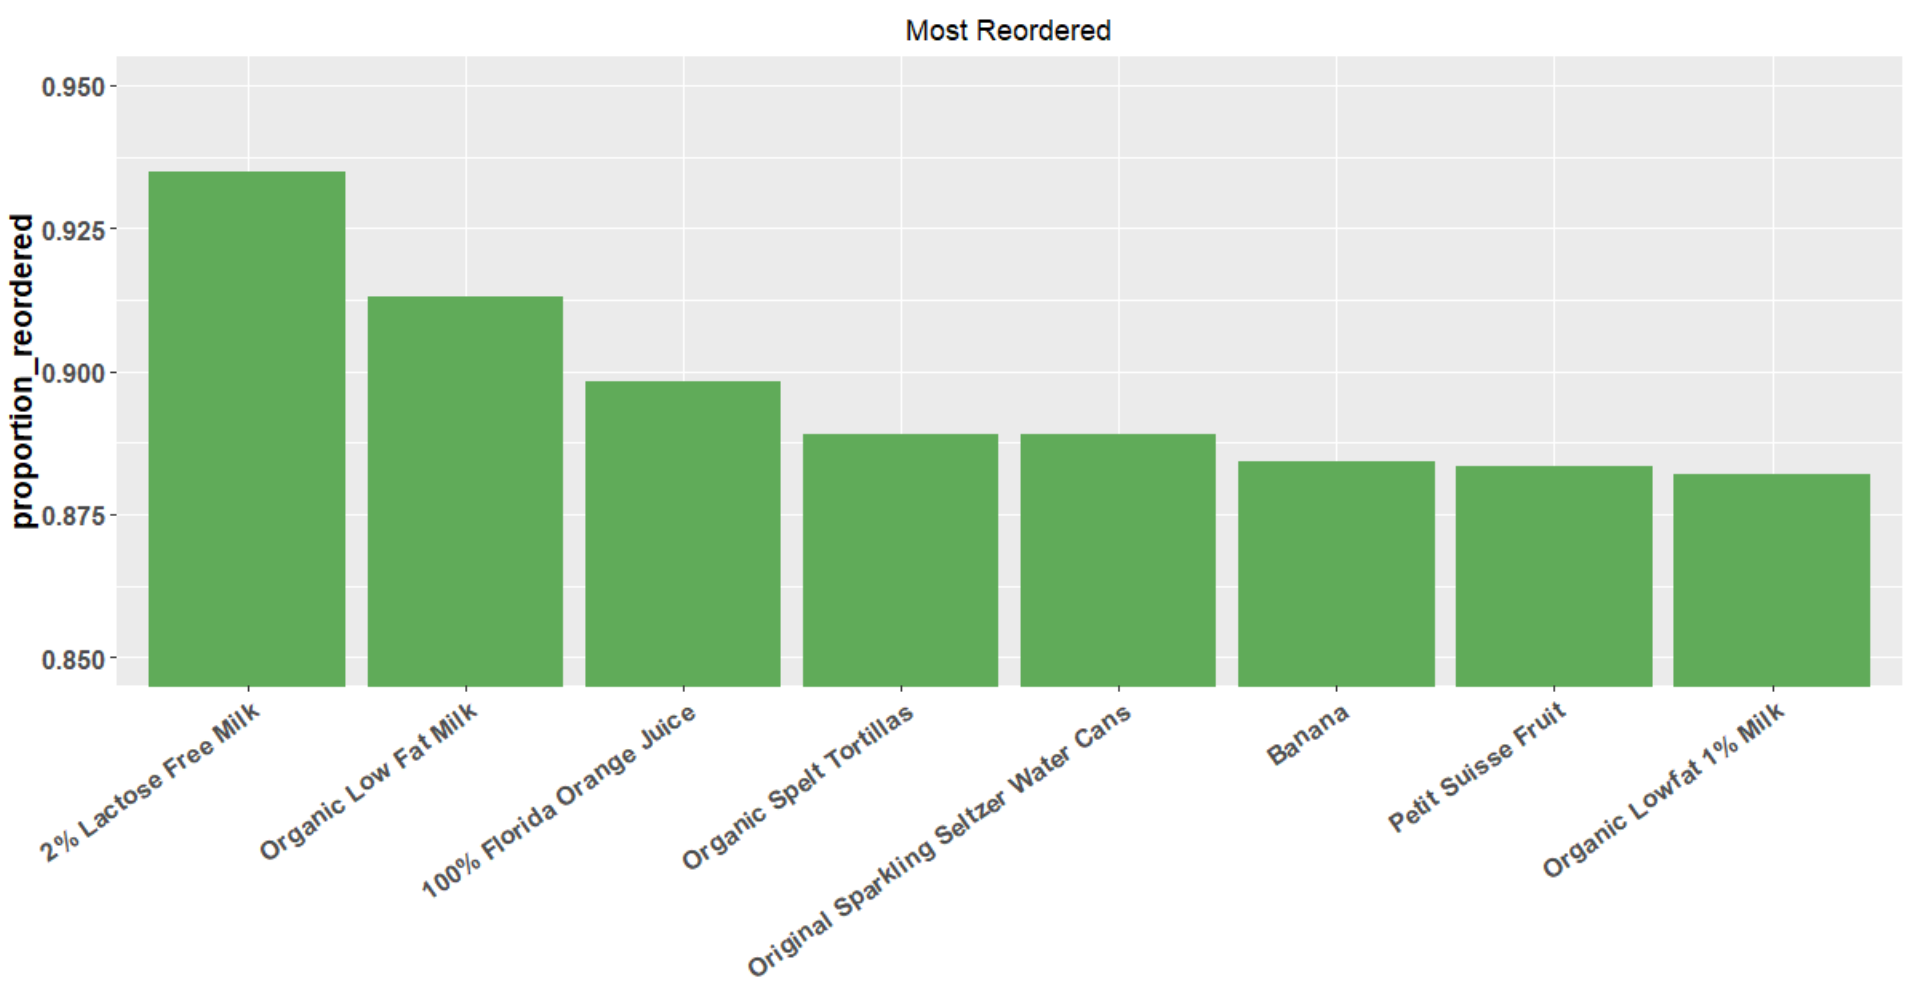 Most Reordered
proportion_reordered
0.950
0.925
0.900
0.875
0.850
2% Lactose Free Milk
Organic Low Fat Milk
100% Florida Orange Juice
Organic Spelt Tortillas
Original Sparkling Seltzer Water Cans
Banana
Petit Suisse Fruit
Organic Lowfat 1% Milk